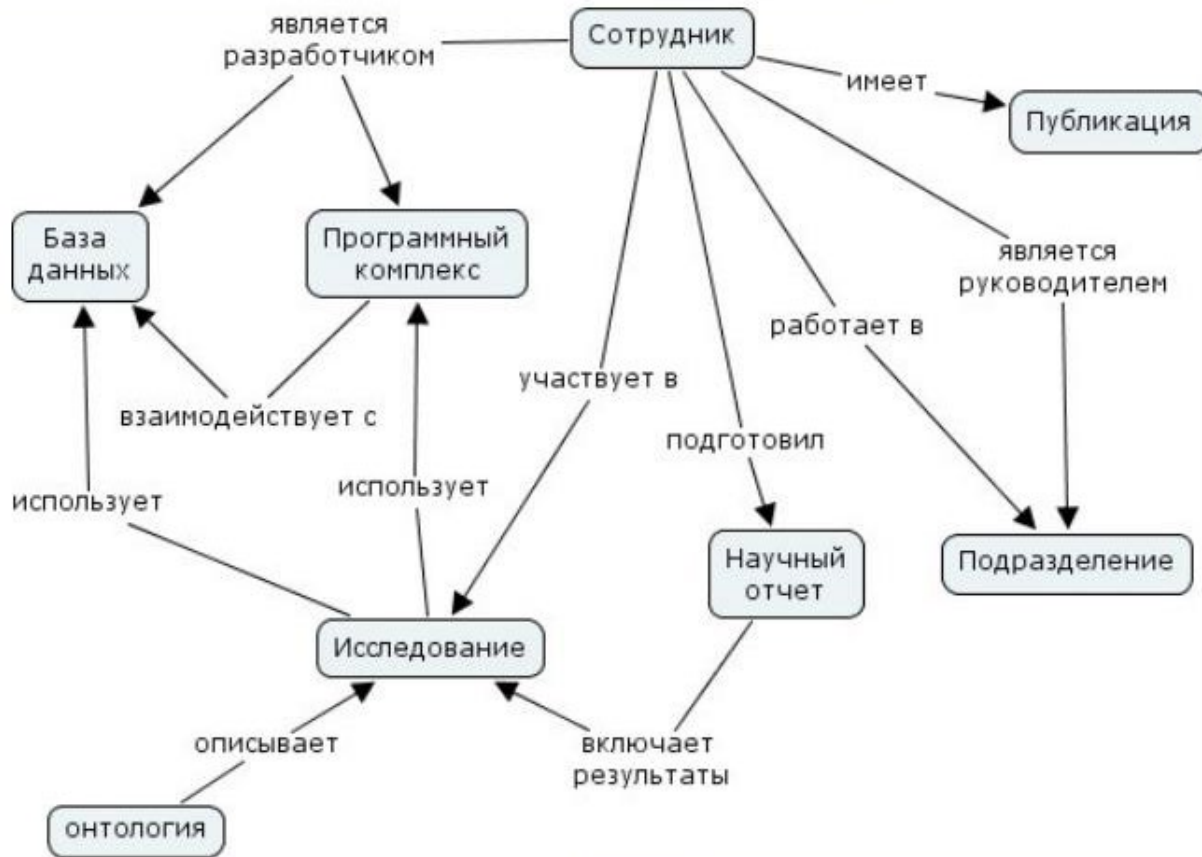 является
разработчиком
Сотрудник
имеет
Публикация
База
данных
Программный
комплекс
является
руководителем
работает в
участвует в
взаимодействует с
подготовил
использует
использует
Научный
отчет
Подразделение
Исследование
описывает
включает
результаты
онтология